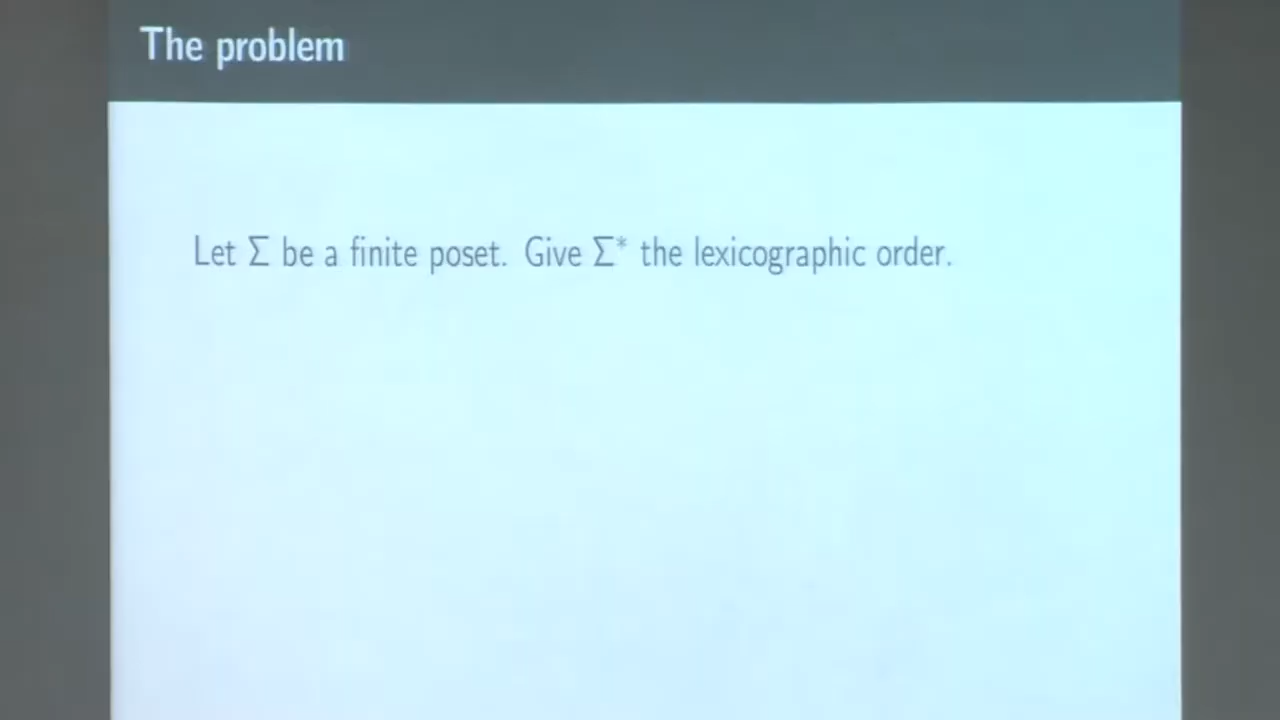 The problem
Let Σ be a finite poset. Give Σ* the lexicographic order.